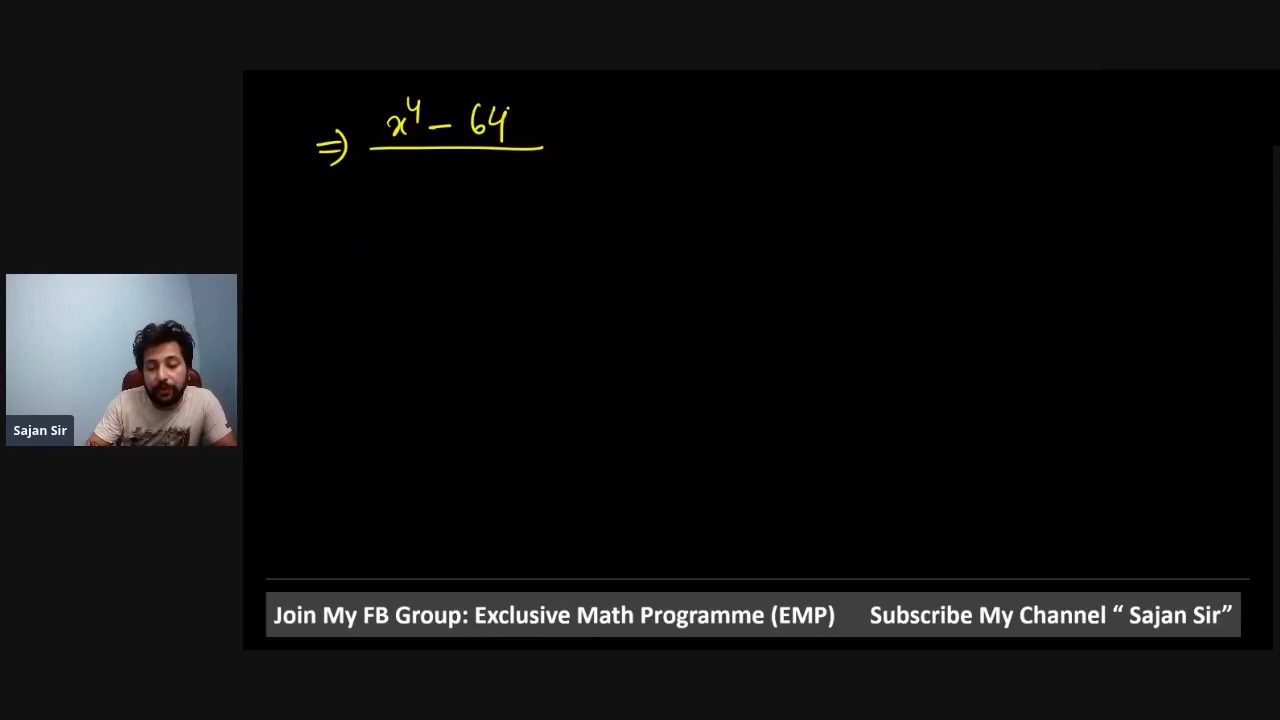 ⇒ x⁴ - 64
Sajan Sir
Join My FB Group: Exclusive Math Programme (EMP) Subscribe My Channel “ Sajan Sir”